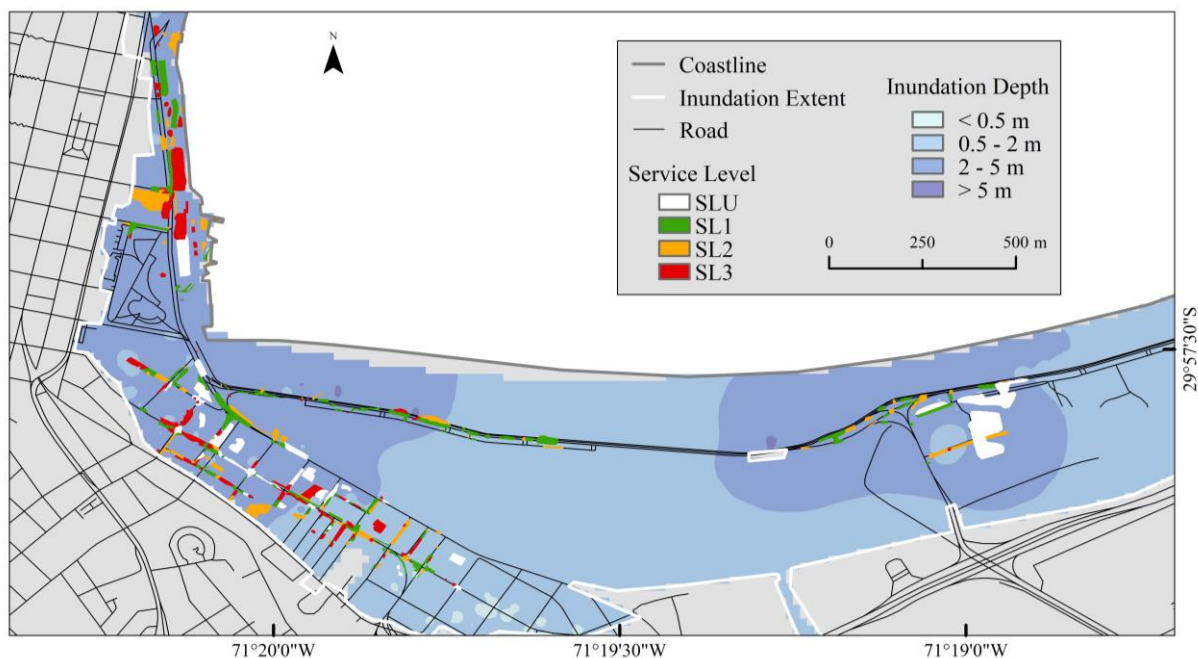 N
Coastline
Inundation Extent
Road
Service Level
SLU
SL1
SL2
SL3
Inundation Depth
< 0.5 m
0.5 - 2 m
2 - 5 m
> 5 m
0 250 500 m
29°57'30"S
71°20'0"W 71°19'30"W 71°19'0"W